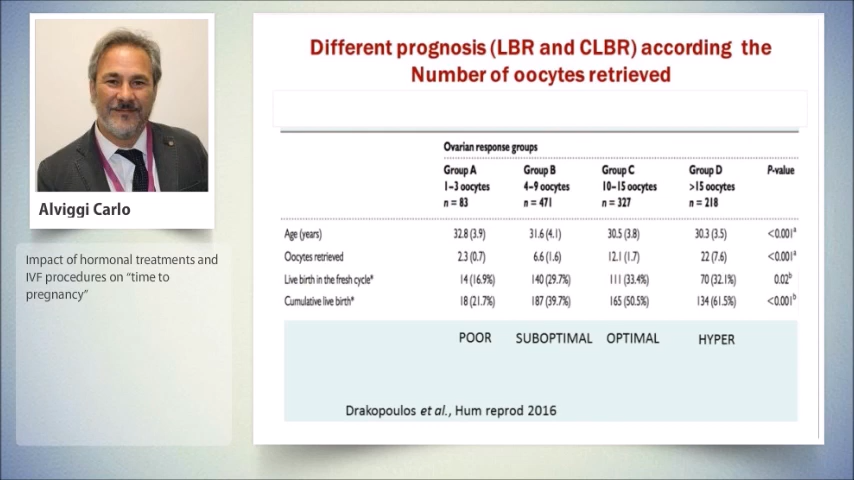 Alviggi Carlo
Impact of hormonal treatments and
IVF procedures on “time to
pregnancy”
Different prognosis (LBR and CLBR) according the
Number of oocytes retrieved
Ovarian response groups
Group A Group B Group C Group D P-value
1–3 oocytes 4–9 oocytes 10–15 oocytes >15 oocytes
n = 83 n = 471 n = 327 n = 218
Age (years) 32.8 (3.9) 31.6 (4.1) 30.5 (3.8) 30.3 (3.5) <0.001ᵃ
Oocytes retrieved 2.3 (0.7) 6.6 (1.6) 12.1 (1.7) 22 (7.6) <0.001ᵃ
Live birth in the fresh cycle* 14 (16.9%) 140 (29.7%) 111 (33.4%) 70 (32.1%) 0.02ᵇ
Cumulative live birth* 18 (21.7%) 187 (39.7%) 165 (50.5%) 134 (61.5%) <0.001ᵇ
POOR SUBOPTIMAL OPTIMAL HYPER
Drakopoulos et al., Hum reprod 2016